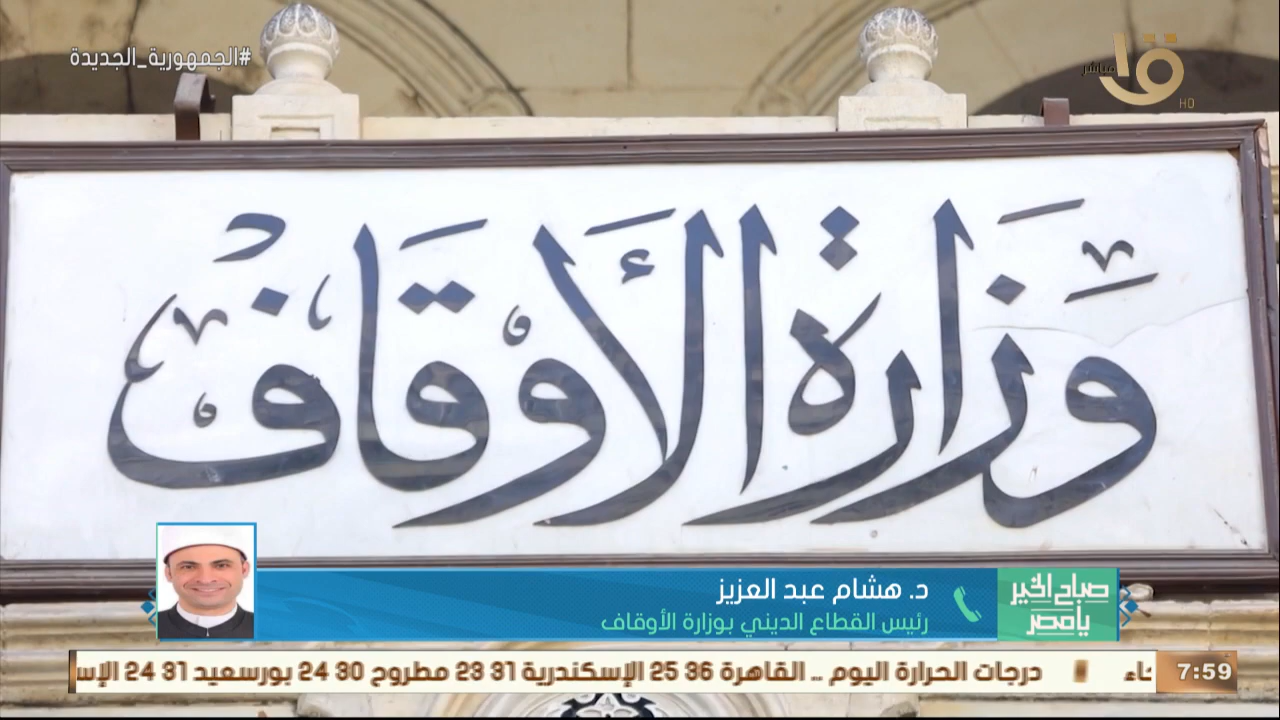 #الجمهورية_الجديدة
مباشر
HD
وزارة الأوقاف
صباح الخير
يا مصر
د. هشام عبد العزيز
رئيس القطاع الديني بوزارة الأوقاف
7:59
درجات الحرارة اليوم .. القاهرة 36 25 الإسكندرية 31 23 مطروح 30 24 بورسعيد 31 24